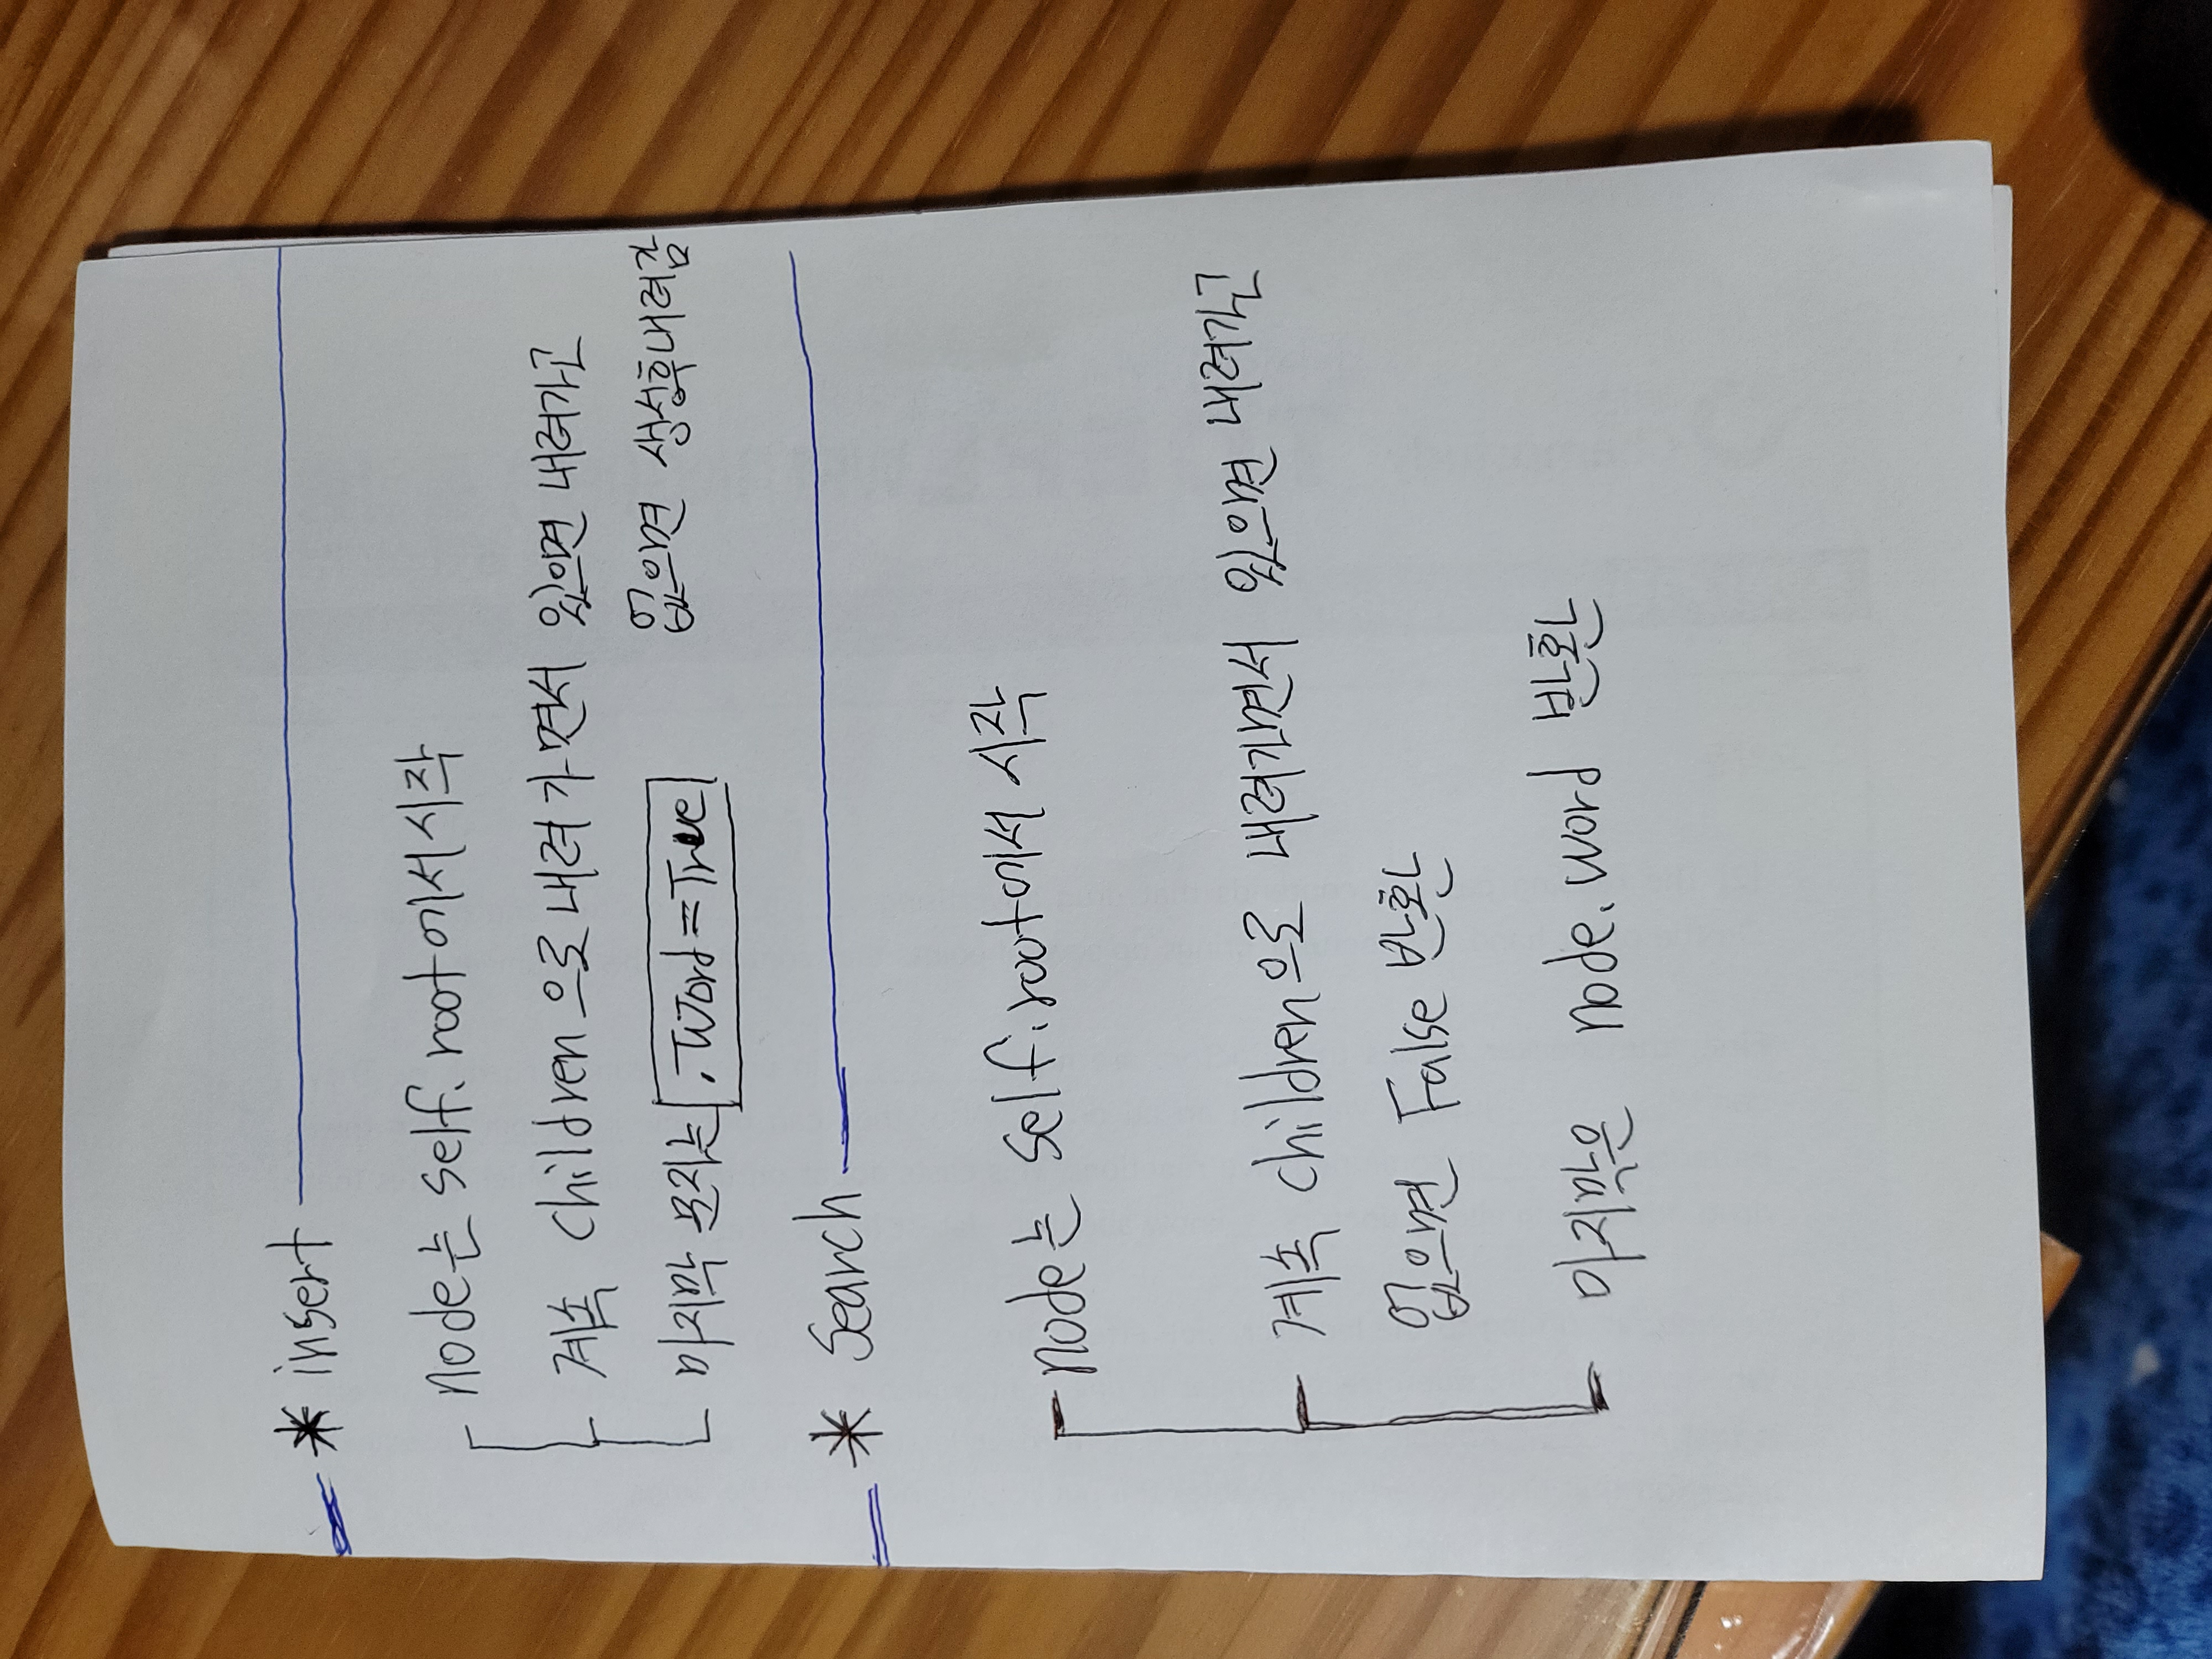 * insert
node는 self. root에서 시작
계속 children으로 내려가면서 있으면 내려가고
없으면 생성후내려감
마지막 문자는 .word=True
* Search
node는 self.root에서 시작
계속 children으로 내려가면서 있으면 내려가고
없으면 False 반환
마지막은 node.word 반환